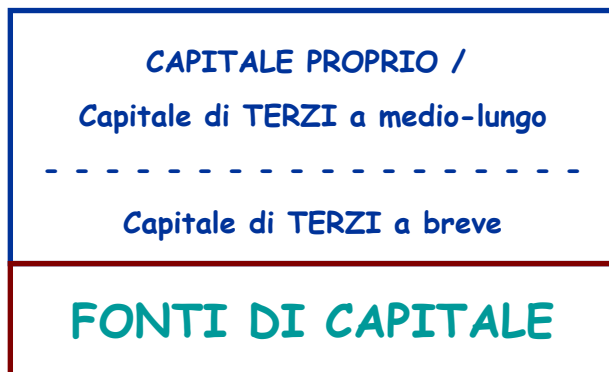 CAPITALE PROPRIO /
Capitale di TERZI a medio-lungo
- - - - - - - - - - - - - - - - - -
Capitale di TERZI a breve
FONTI DI CAPITALE